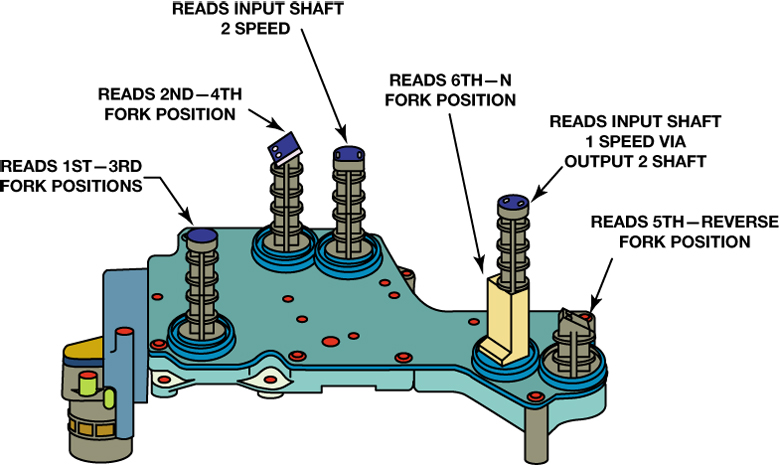 READS INPUT SHAFT
2 SPEED
READS 2ND—4TH
FORK POSITION
READS 6TH—N
FORK POSITION
READS INPUT SHAFT
1 SPEED VIA
OUTPUT 2 SHAFT
READS 1ST—3RD
FORK POSITIONS
READS 5TH—REVERSE
FORK POSITION